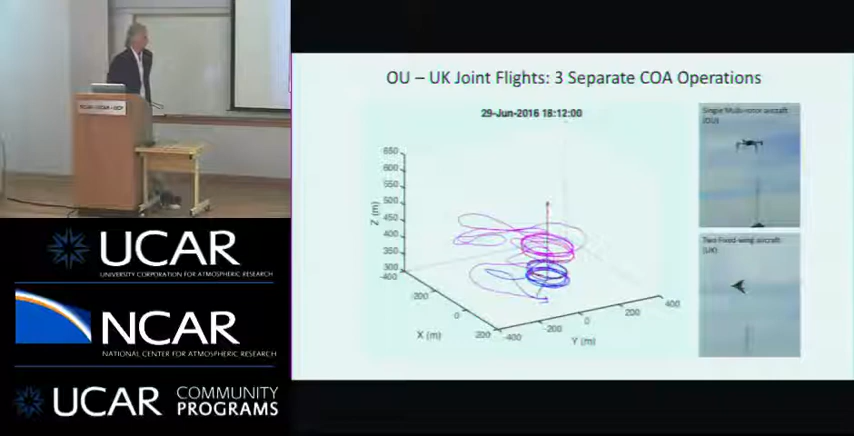 OU – UK Joint Flights: 3 Separate COA Operations
29-Jun-2016 18:12:00
Single Multi-rotor aircraft
(OU)
Two Fixed-wing aircraft
(UK)
Z (m)
650
600
550
500
450
400
350
300
-400
-200
0
200
X (m)
-400
-200
0
200
400
Y (m)
UCAR
UNIVERSITY CORPORATION FOR ATMOSPHERIC RESEARCH
NCAR
NATIONAL CENTER FOR ATMOSPHERIC RESEARCH
UCAR COMMUNITY
PROGRAMS